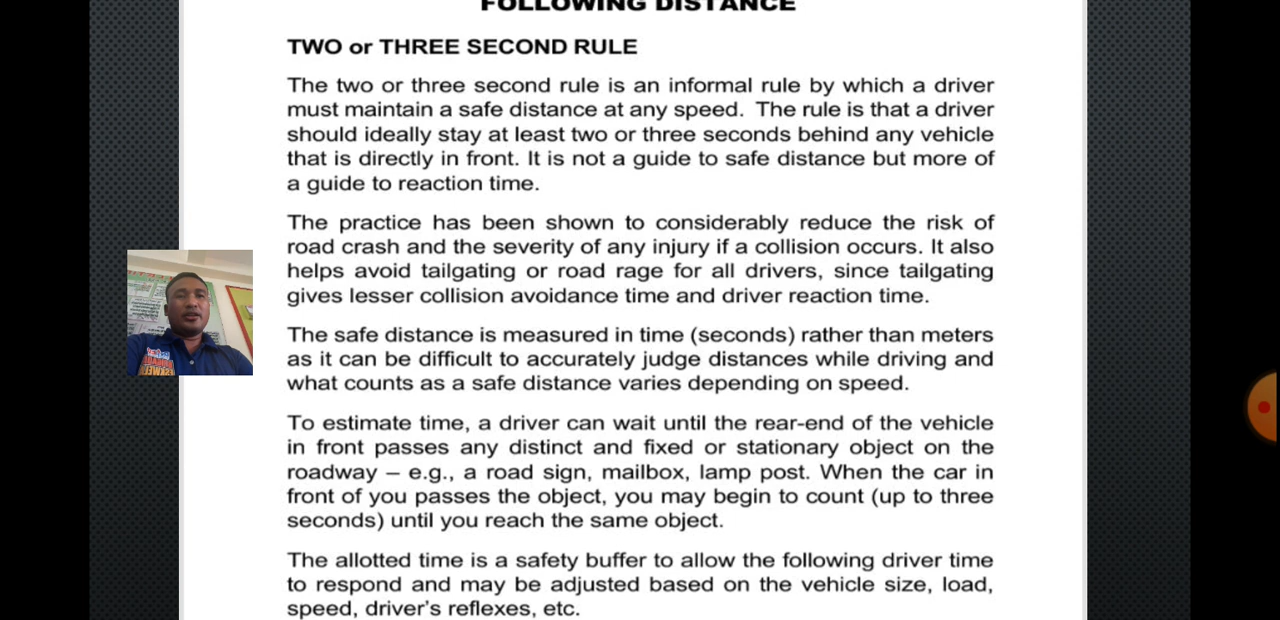 FOLLOWING DISTANCE
TWO or THREE SECOND RULE
The two or three second rule is an informal rule by which a driver
must maintain a safe distance at any speed. The rule is that a driver
should ideally stay at least two or three seconds behind any vehicle
that is directly in front. It is not a guide to safe distance but more of
a guide to reaction time.
The practice has been shown to considerably reduce the risk of
road crash and the severity of any injury if a collision occurs. It also
helps avoid tailgating or road rage for all drivers, since tailgating
gives lesser collision avoidance time and driver reaction time.
The safe distance is measured in time (seconds) rather than meters
as it can be difficult to accurately judge distances while driving and
what counts as a safe distance varies depending on speed.
To estimate time, a driver can wait until the rear-end of the vehicle
in front passes any distinct and fixed or stationary object on the
roadway – e.g., a road sign, mailbox, lamp post. When the car in
front of you passes the object, you may begin to count (up to three
seconds) until you reach the same object.
The allotted time is a safety buffer to allow the following driver time
to respond and may be adjusted based on the vehicle size, load,
speed, driver's reflexes, etc.